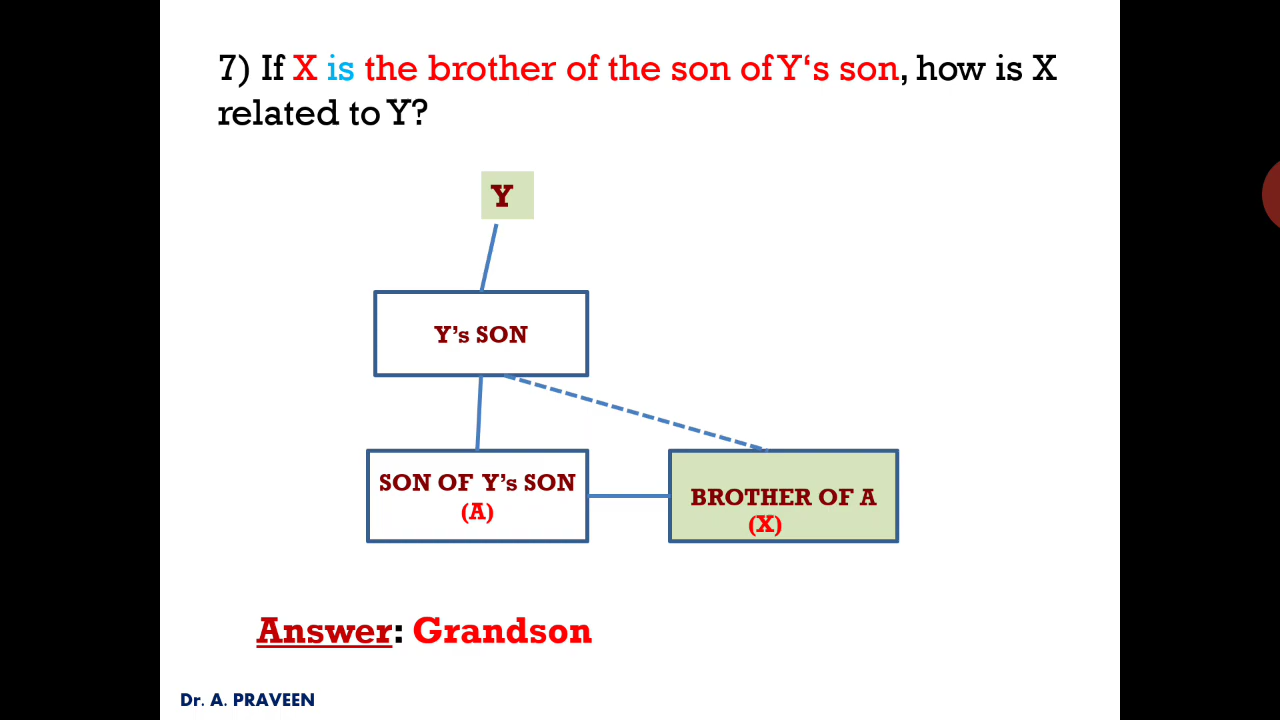 7) If X is the brother of the son of Y‘s son, how is X
related to Y?
Y
Y’s SON
SON OF Y’s SON
(A)
BROTHER OF A
(X)
Answer: Grandson
Dr. A. PRAVEEN